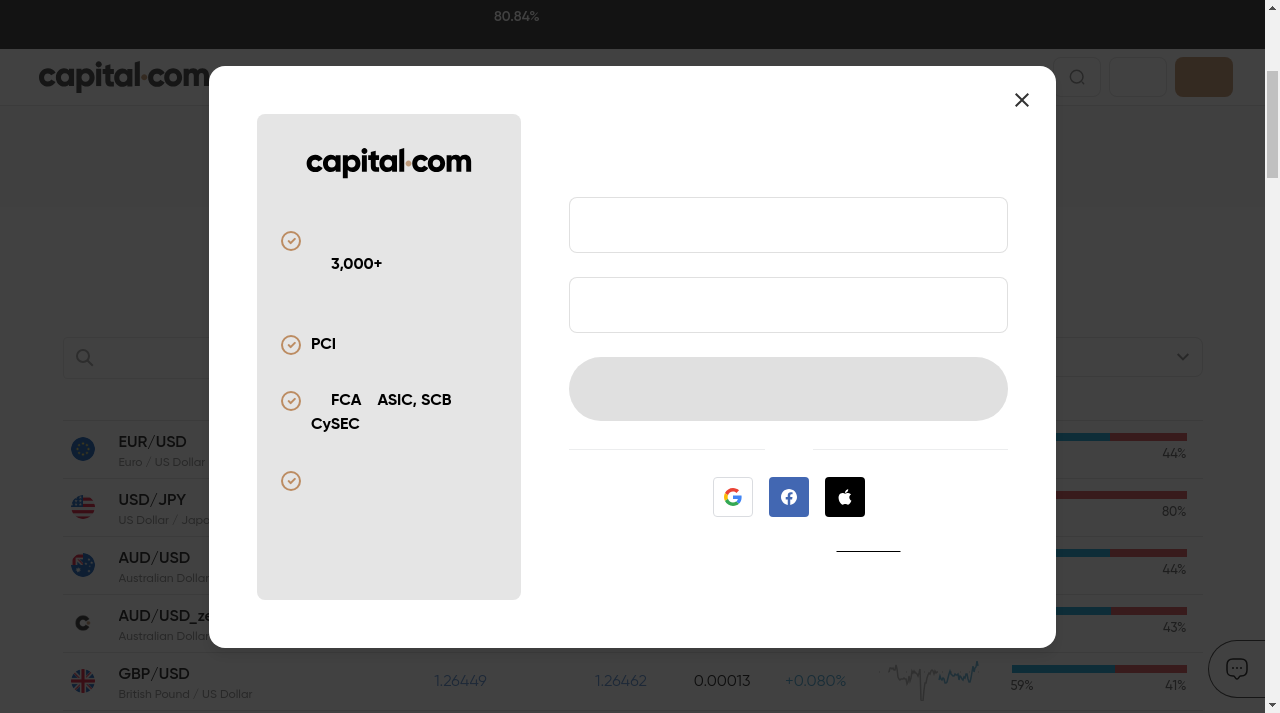 80.84%
capital.com
capital.com
3,000+
PCI
FCA ASIC, SCB
CySEC
EUR/USD
Euro / US Dollar
44%
USD/JPY
US Dollar / Japa
80%
AUD/USD
Australian Dollar
44%
AUD/USD_ze
Australian Dollar
43%
GBP/USD
British Pound / US Dollar
1.26449
1.26462
0.00013
+0.080%
59%
41%